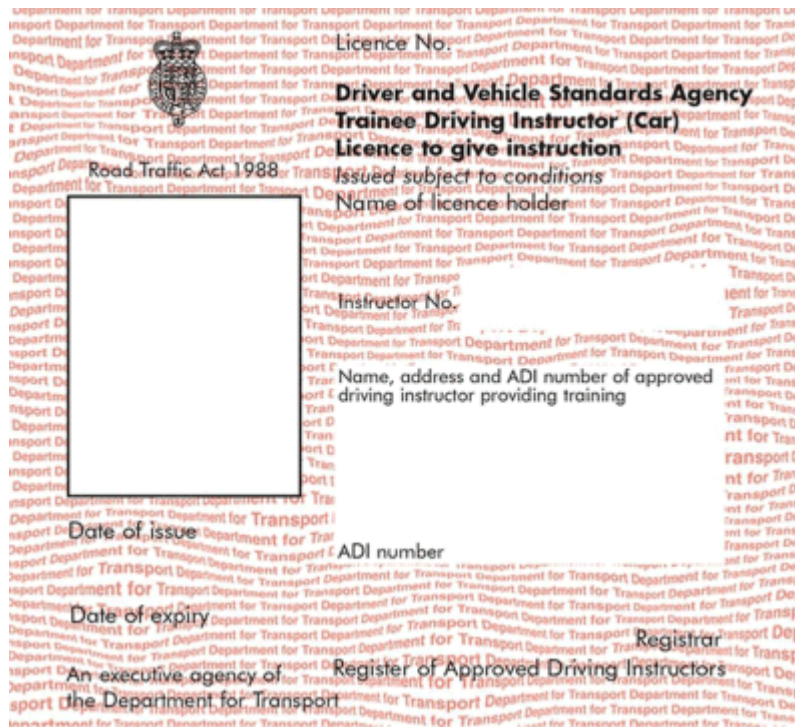 Licence No.
Driver and Vehicle Standards Agency
Trainee Driving Instructor (Car)
Licence to give instruction
Road Traffic Act 1988
Issued subject to conditions
Name of licence holder
Instructor No.
Name, address and ADI number of approved
driving instructor providing training
Date of issue
ADI number
Date of expiry
Registrar
An executive agency of
the Department for Transport
Register of Approved Driving Instructors
Department for Transport